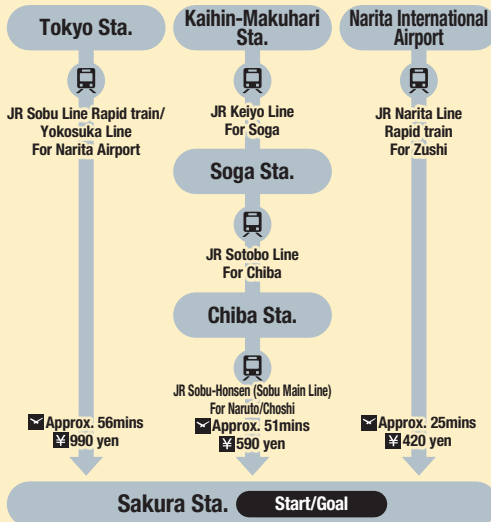 Tokyo Sta.
JR Sobu Line Rapid train/
Yokosuka Line
For Narita Airport
Approx. 56mins
¥ 990 yen
Kaihin-Makuhari
Sta.
JR Keiyo Line
For Soga
Soga Sta.
JR Sotobo Line
For Chiba
Chiba Sta.
JR Sobu-Honsen (Sobu Main Line)
For Naruto/Choshi
Approx. 51mins
¥ 590 yen
Narita International
Airport
JR Narita Line
Rapid train
For Zushi
Approx. 25mins
¥ 420 yen
Sakura Sta. Start/Goal